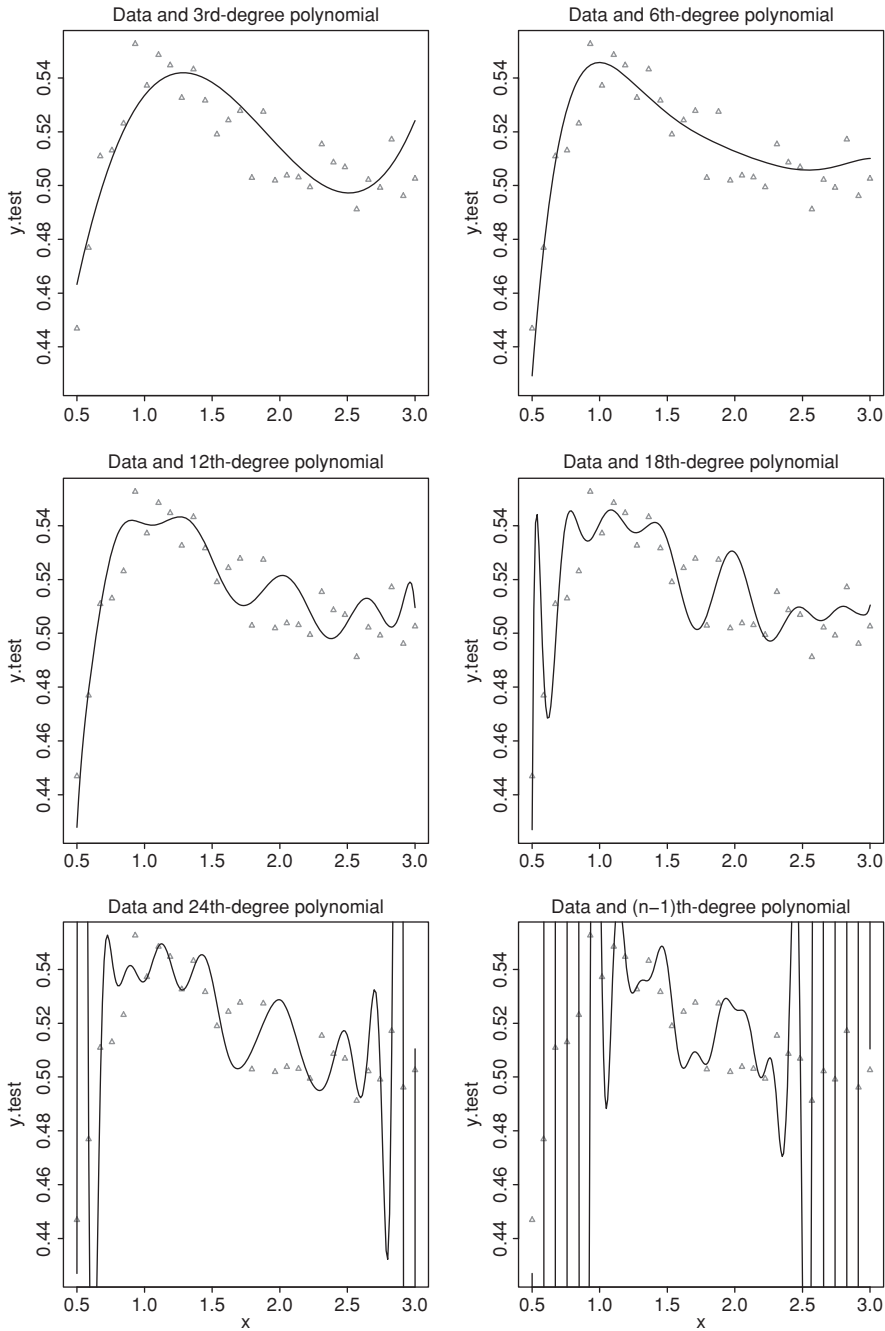 Data and 3rd-degree polynomial
y.test
0.44 0.46 0.48 0.50 0.52 0.54
0.5 1.0 1.5 2.0 2.5 3.0
Data and 6th-degree polynomial
y.test
0.44 0.46 0.48 0.50 0.52 0.54
0.5 1.0 1.5 2.0 2.5 3.0
Data and 12th-degree polynomial
y.test
0.44 0.46 0.48 0.50 0.52 0.54
0.5 1.0 1.5 2.0 2.5 3.0
Data and 18th-degree polynomial
y.test
0.44 0.46 0.48 0.50 0.52 0.54
0.5 1.0 1.5 2.0 2.5 3.0
Data and 24th-degree polynomial
y.test
0.44 0.46 0.48 0.50 0.52 0.54
0.5 1.0 1.5 2.0 2.5 3.0
x
Data and (n−1)th-degree polynomial
y.test
0.44 0.46 0.48 0.50 0.52 0.54
0.5 1.0 1.5 2.0 2.5 3.0
x